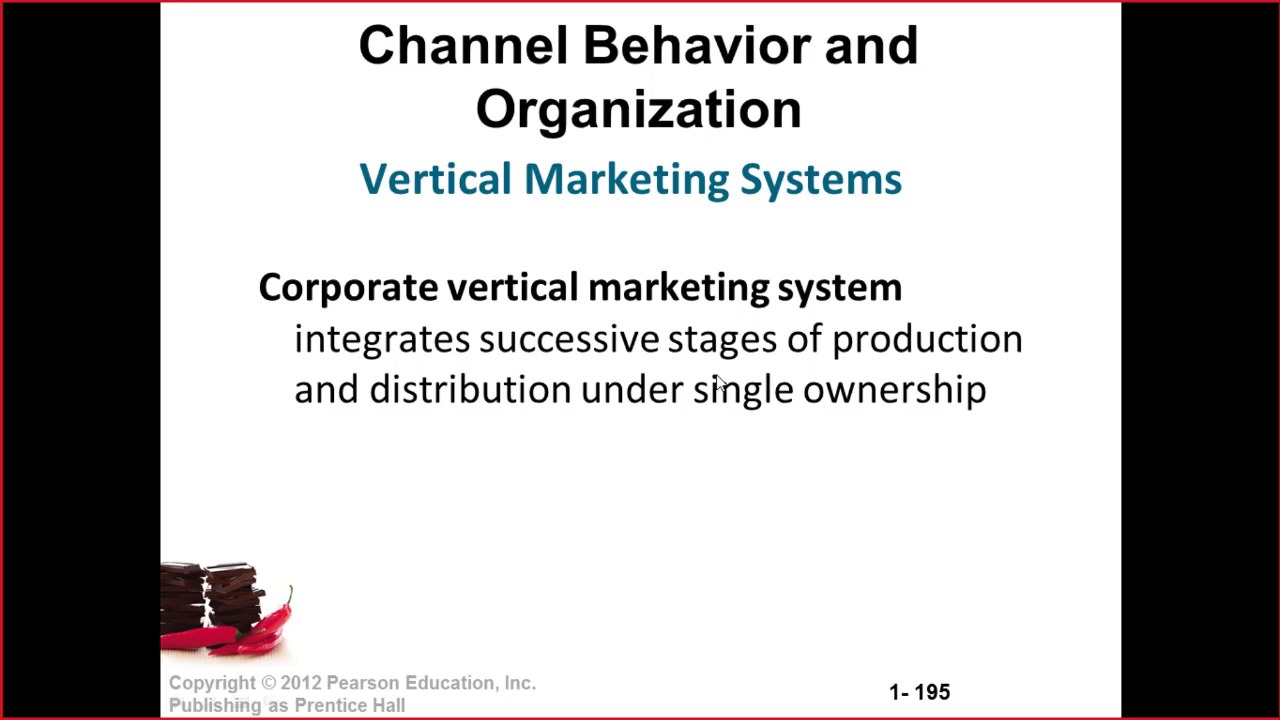 Channel Behavior and
Organization
Vertical Marketing Systems
Corporate vertical marketing system
integrates successive stages of production
and distribution under single ownership
Copyright © 2012 Pearson Education, Inc.
Publishing as Prentice Hall
1- 195